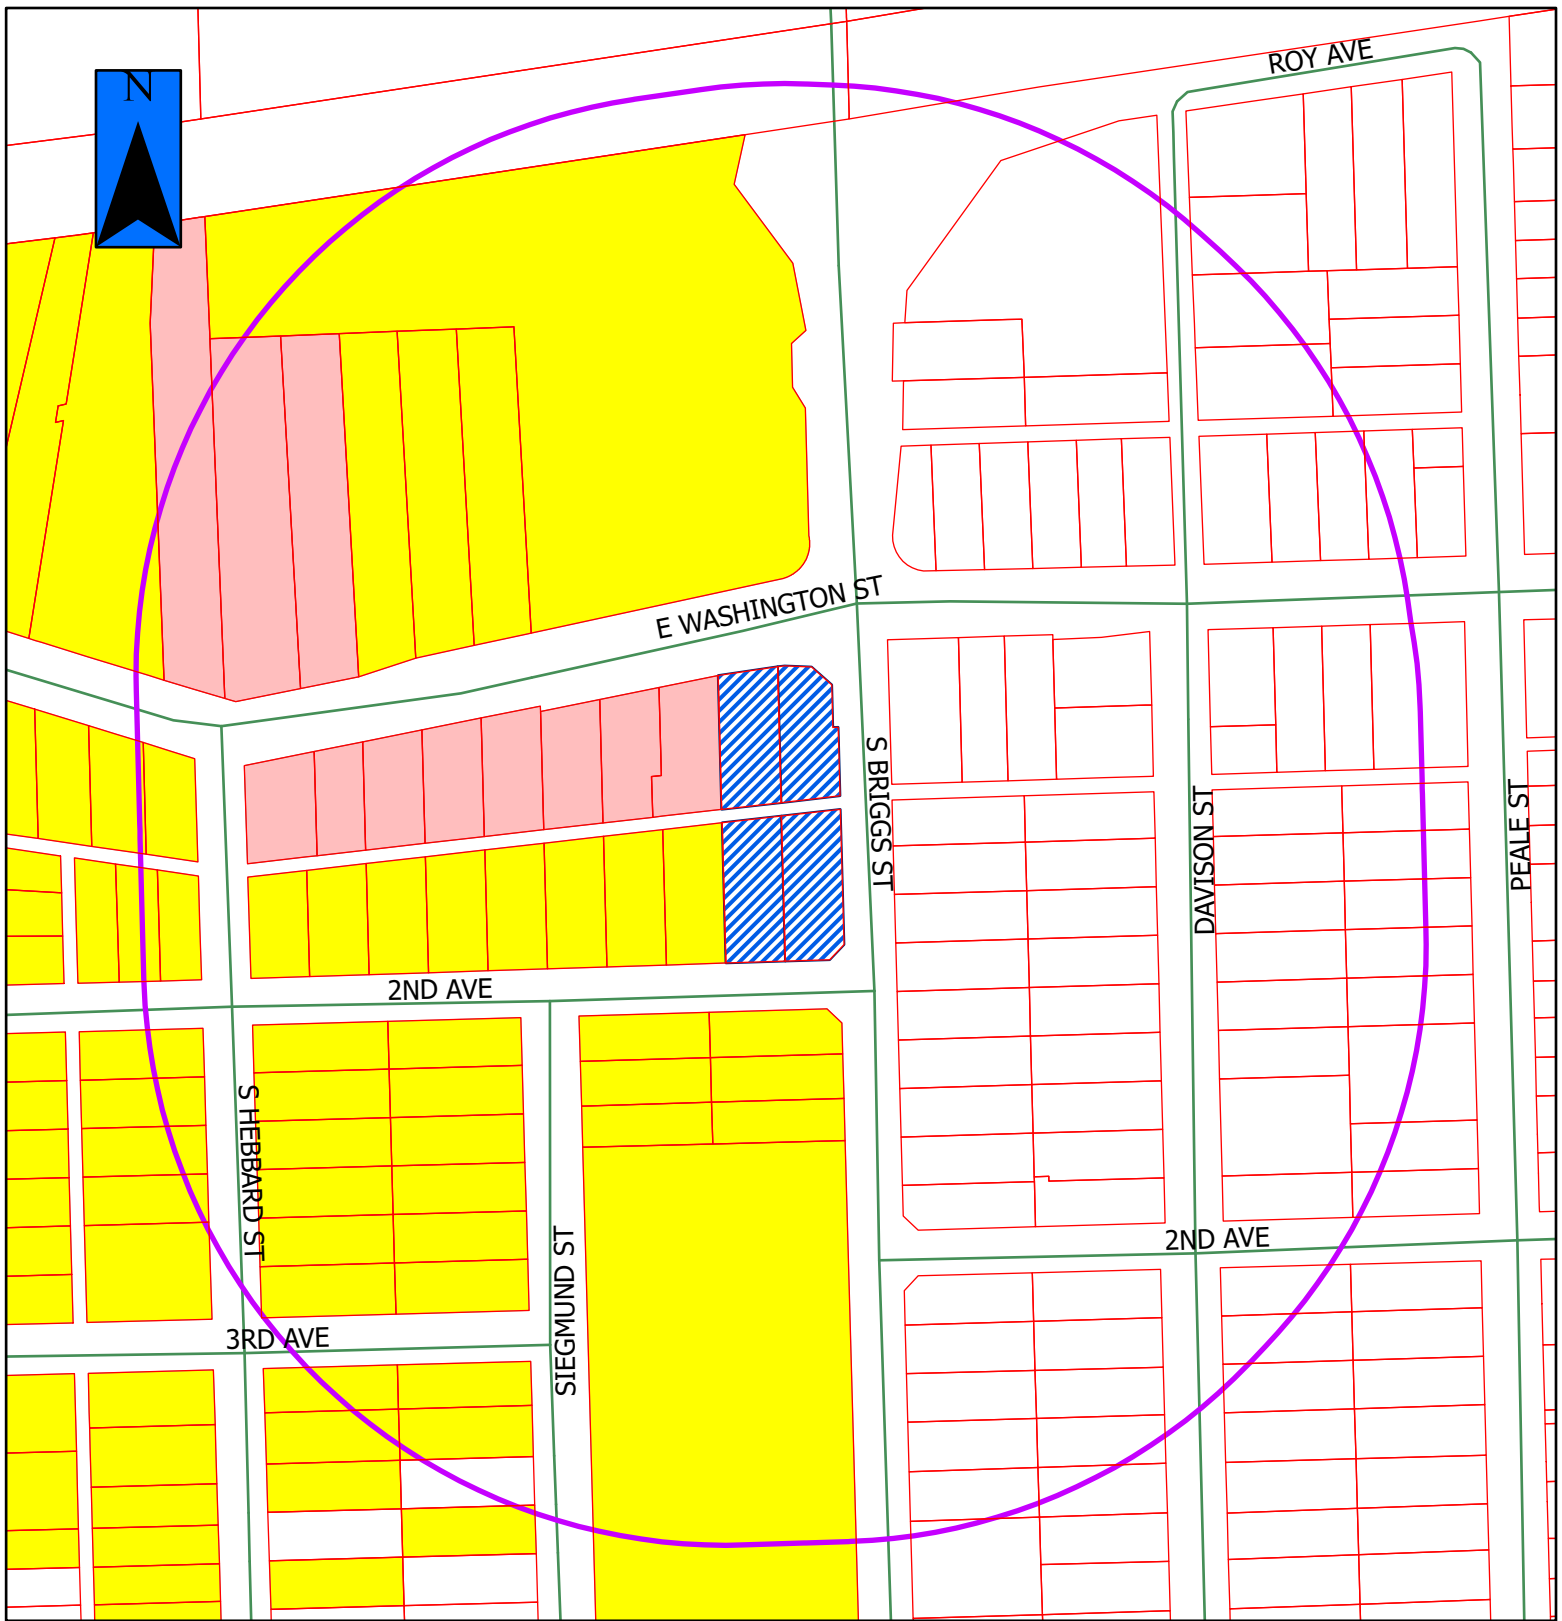 ROY AVE
N
E WASHINGTON ST
S BRIGGS ST
DAVISON ST
PEALE ST
2ND AVE
S HEBBARD ST
SIEGMUND ST
2ND AVE
3RD AVE